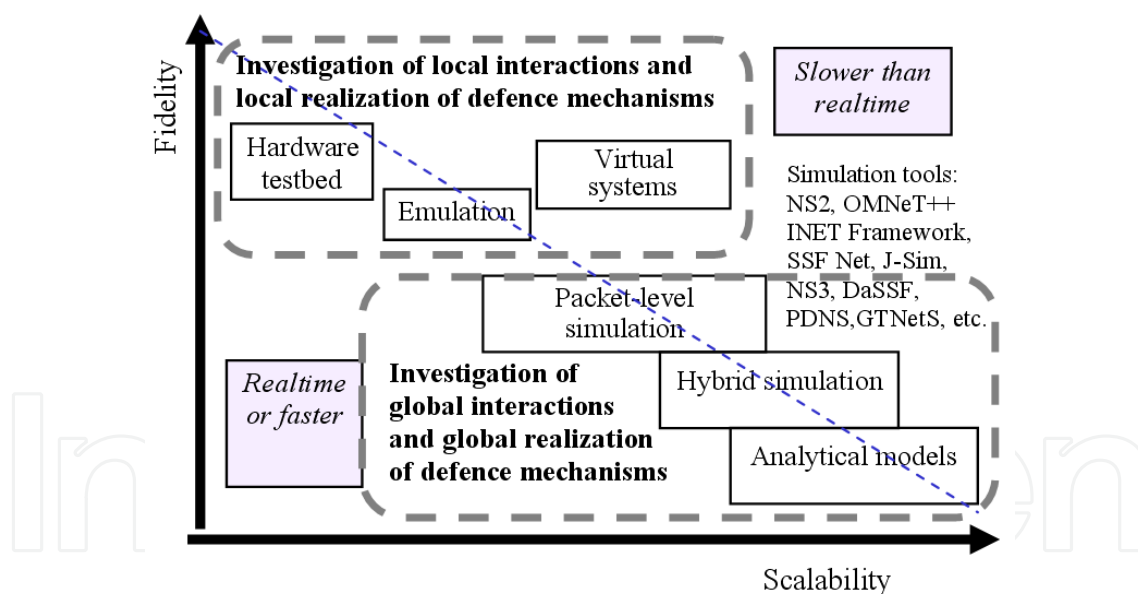 Fidelity
Investigation of local interactions and
local realization of defence mechanisms
Hardware
testbed
Emulation
Virtual
systems
Slower than
realtime
Simulation tools:
NS2, OMNeT++
INET Framework,
SSF Net, J-Sim,
NS3, DaSSF,
PDNS,GTNetS, etc.
Packet-level
simulation
Hybrid simulation
Analytical models
Realtime
or faster
Investigation of
global interactions
and global realization
of defence mechanisms
Scalability